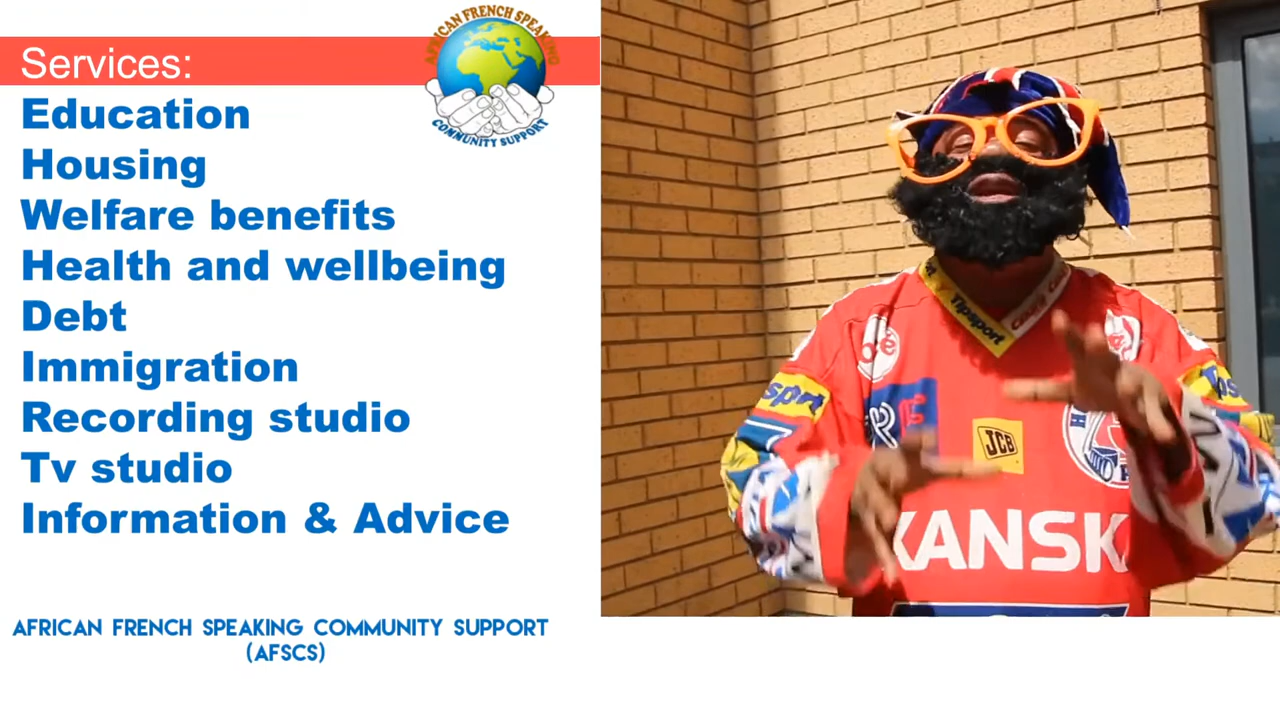 Services:
Education
Housing
Welfare benefits
Health and wellbeing
Debt
Immigration
Recording studio
Tv studio
Information & Advice
AFRICAN FRENCH SPEAKING COMMUNITY SUPPORT
(AFSCS)
AFRICAN FRENCH SPEAKING
COMMUNITY SUPPORT
Tipsport
JCB
KANSK